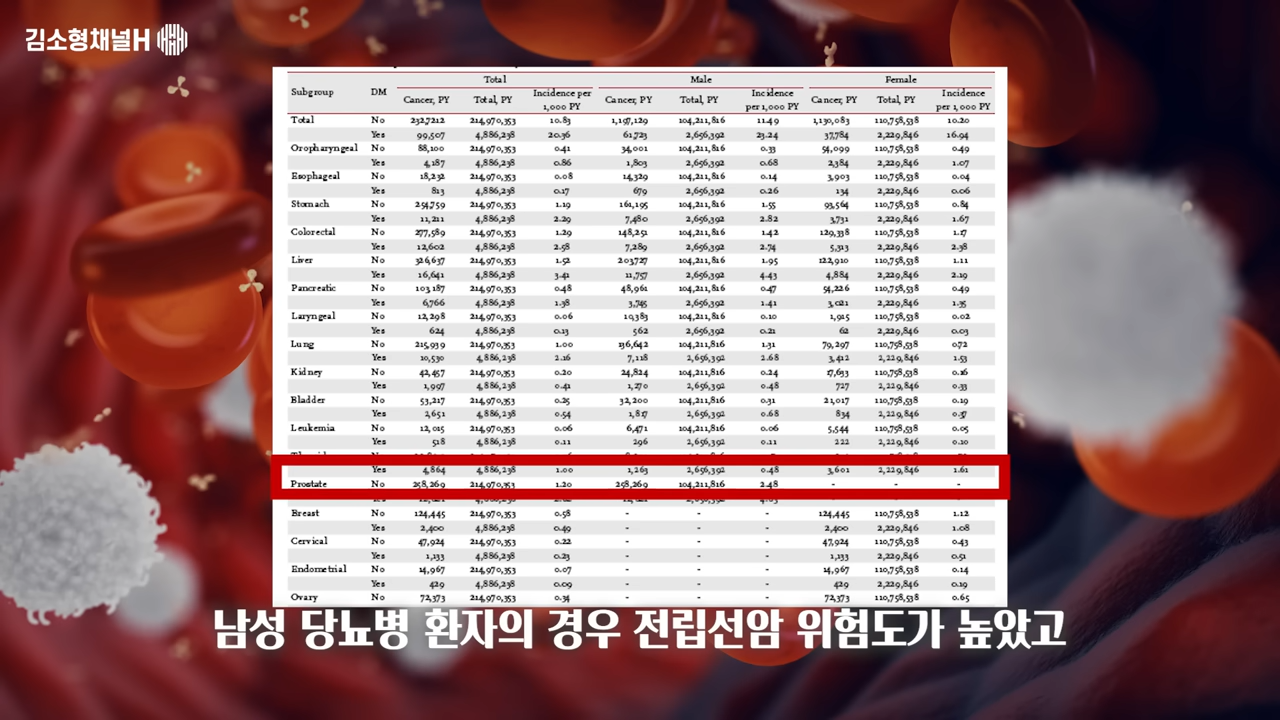 김소형채널H
Total Male Female
Subgroup DM Cancer, PY Total, PY Incidence per 1,000 PY Cancer, PY Total, PY Incidence per 1,000 PY Cancer, PY Total, PY Incidence per 1,000 PY
Total No 232,7212 214,970,353 10.83 1,197,129 104,211,816 11.49 1,130,083 110,758,538 10.20
Yes 99,507 4,886,238 20.36 61,723 2,656,392 23.24 37,784 2,229,846 16.94
Oropharyngeal No 88,100 214,970,353 0.41 34,001 104,211,816 0.33 54,099 110,758,538 0.49
Yes 4,187 4,886,238 0.86 1,803 2,656,392 0.68 2,384 2,229,846 1.07
Esophageal No 18,232 214,970,353 0.08 14,329 104,211,816 0.14 3,903 110,758,538 0.04
Yes 813 4,886,238 0.17 679 2,656,392 0.26 134 2,229,846 0.06
Stomach No 254,759 214,970,353 1.19 161,195 104,211,816 1.55 93,564 110,758,538 0.84
Yes 11,211 4,886,238 2.29 7,480 2,656,392 2.82 3,731 2,229,846 1.67
Colorectal No 277,589 214,970,353 1.29 148,251 104,211,816 1.42 129,338 110,758,538 1.17
Yes 12,602 4,886,238 2.58 7,289 2,656,392 2.74 5,313 2,229,846 2.38
Liver No 326,637 214,970,353 1.52 203,727 104,211,816 1.95 122,910 110,758,538 1.11
Yes 16,641 4,886,238 3.41 11,757 2,656,392 4.43 4,884 2,229,846 2.19
Pancreatic No 103,187 214,970,353 0.48 48,961 104,211,816 0.47 54,226 110,758,538 0.49
Yes 6,766 4,886,238 1.38 3,745 2,656,392 1.41 3,021 2,229,846 1.35
Laryngeal No 12,298 214,970,353 0.06 10,383 104,211,816 0.10 1,915 110,758,538 0.02
Yes 624 4,886,238 0.13 562 2,656,392 0.21 62 2,229,846 0.03
Lung No 215,939 214,970,353 1.00 136,642 104,211,816 1.31 79,297 110,758,538 0.72
Yes 10,530 4,886,238 2.16 7,118 2,656,392 2.68 3,412 2,229,846 1.53
Kidney No 42,457 214,970,353 0.20 24,824 104,211,816 0.24 17,633 110,758,538 0.16
Yes 1,997 4,886,238 0.41 1,270 2,656,392 0.48 727 2,229,846 0.33
Bladder No 53,217 214,970,353 0.25 32,200 104,211,816 0.31 21,017 110,758,538 0.19
Yes 2,651 4,886,238 0.54 1,817 2,656,392 0.68 834 2,229,846 0.37
Leukemia No 12,015 214,970,353 0.06 6,471 104,211,816 0.06 5,544 110,758,538 0.05
Yes 518 4,886,238 0.11 296 2,656,392 0.11 222 2,229,846 0.10
Yes 4,864 4,886,238 1.00 1,263 2,656,392 0.48 3,601 2,229,846 1.61
Prostate No 258,269 214,970,353 1.20 258,269 104,211,816 2.48 - - -
Breast No 124,445 214,970,353 0.58 - - - 124,445 110,758,538 1.12
Yes 2,400 4,886,238 0.49 - - - 2,400 2,229,846 1.08
Cervical No 47,924 214,970,353 0.22 - - - 47,924 110,758,538 0.43
Yes 1,133 4,886,238 0.23 - - - 1,133 2,229,846 0.51
Endometrial No 14,967 214,970,353 0.07 - - - 14,967 110,758,538 0.14
Yes 429 4,886,238 0.09 - - - 429 2,229,846 0.19
Ovary No 72,373 214,970,353 0.34 - - - 72,373 110,758,538 0.65
남성 당뇨병 환자의 경우 전립선암 위험도가 높았고